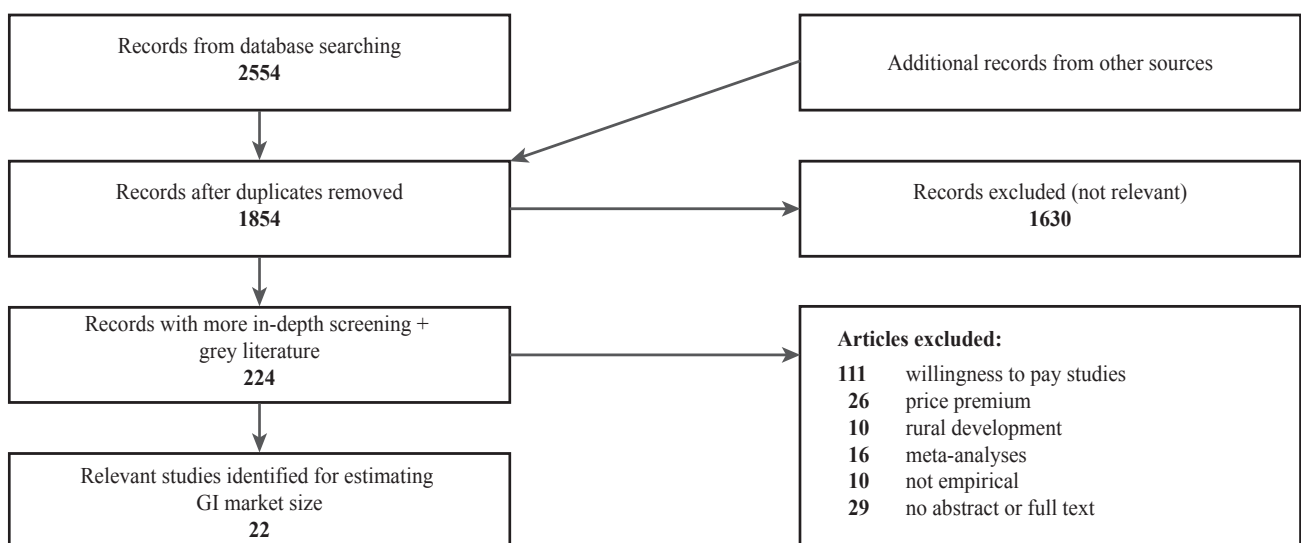 Records from database searching
2554
Additional records from other sources
Records after duplicates removed
1854
Records excluded (not relevant)
1630
Records with more in-depth screening +
grey literature
224
Articles excluded:
111 willingness to pay studies
26 price premium
10 rural development
16 meta-analyses
10 not empirical
29 no abstract or full text
Relevant studies identified for estimating
GI market size
22